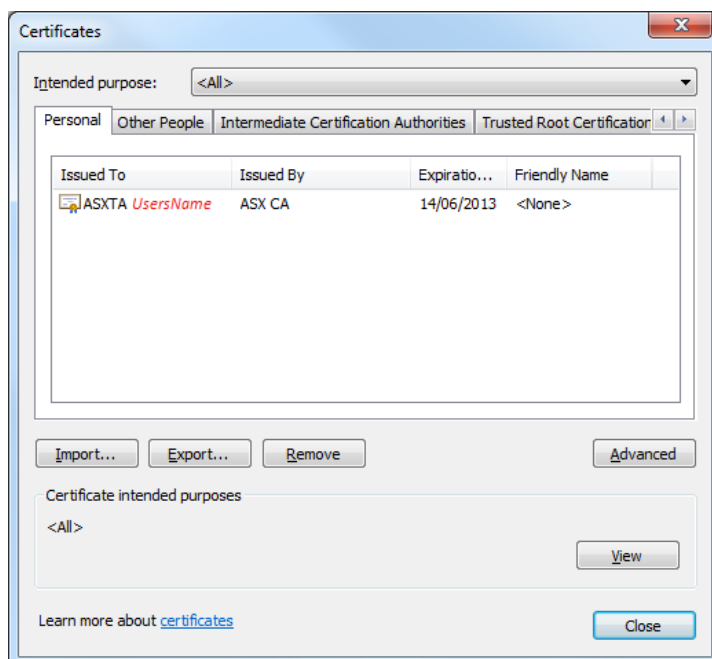 Certificates
Intended purpose: <All>
Personal Other People Intermediate Certification Authorities Trusted Root Certification
Issued To Issued By Expiratio... Friendly Name
ASXTA UsersName ASX CA 14/06/2013 <None>
Import... Export... Remove Advanced
Certificate intended purposes
<All>
View
Learn more about certificates
Close